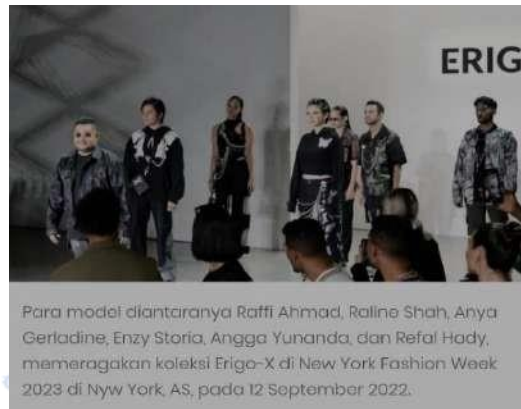 ERIG
Para model diantaranya Raffi Ahmad, Raline Shah, Anya
Gerladine, Enzy Storia, Angga Yunanda, dan Refal Hady,
memeragakan koleksi Erigo-X di New York Fashion Week
2023 di Nyw York, AS, pada 12 September 2022.